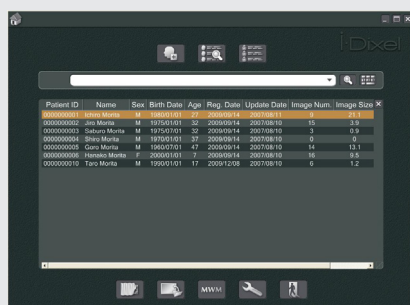 i-Dixel
Patient ID Name Sex Birth Date Age Reg. Date Update Date Image Num. Image Size
0000000001 Ichiro Morita M 1980/01/01 27 2009/09/14 2007/08/11 9 21.1
0000000002 Jiro Morita M 1975/01/01 32 2009/09/14 2007/08/10 15 3.9
0000000003 Saburo Morita M 1975/01/01 32 2009/09/14 2007/08/10 3 0.9
0000000004 Shiro Morita M 1970/01/01 37 2009/09/14 2007/08/10 0 0
0000000005 Goro Morita M 1960/07/01 47 2009/09/14 2007/08/10 14 13.1
0000000006 Hanako Morita F 2000/01/01 7 2009/09/14 2007/08/10 16 9.5
0000000010 Taro Morita M 1990/01/01 17 2009/12/08 2007/08/10 6 1.2
MWM